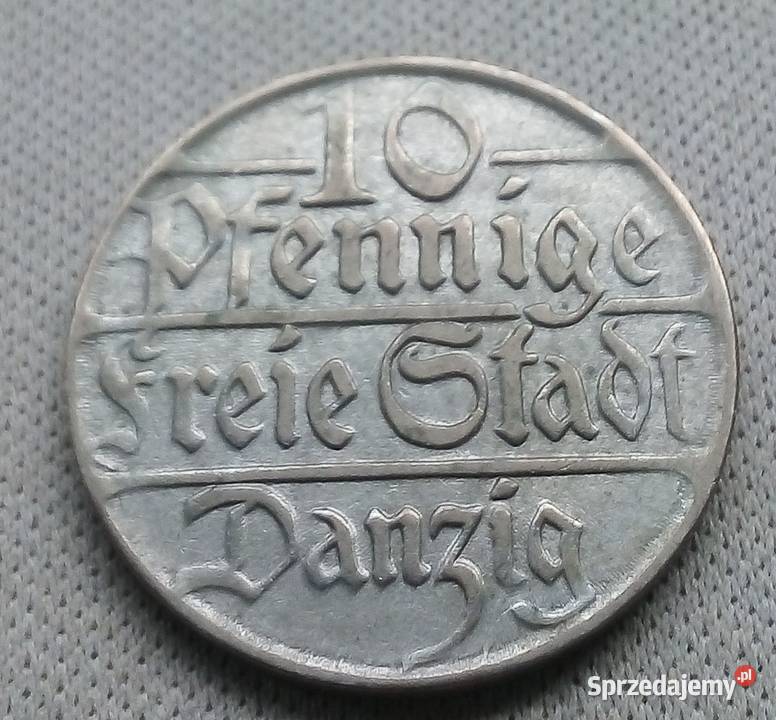 10
Pfennige
Freie Stadt
Danzig
Sprzedajemy.pl